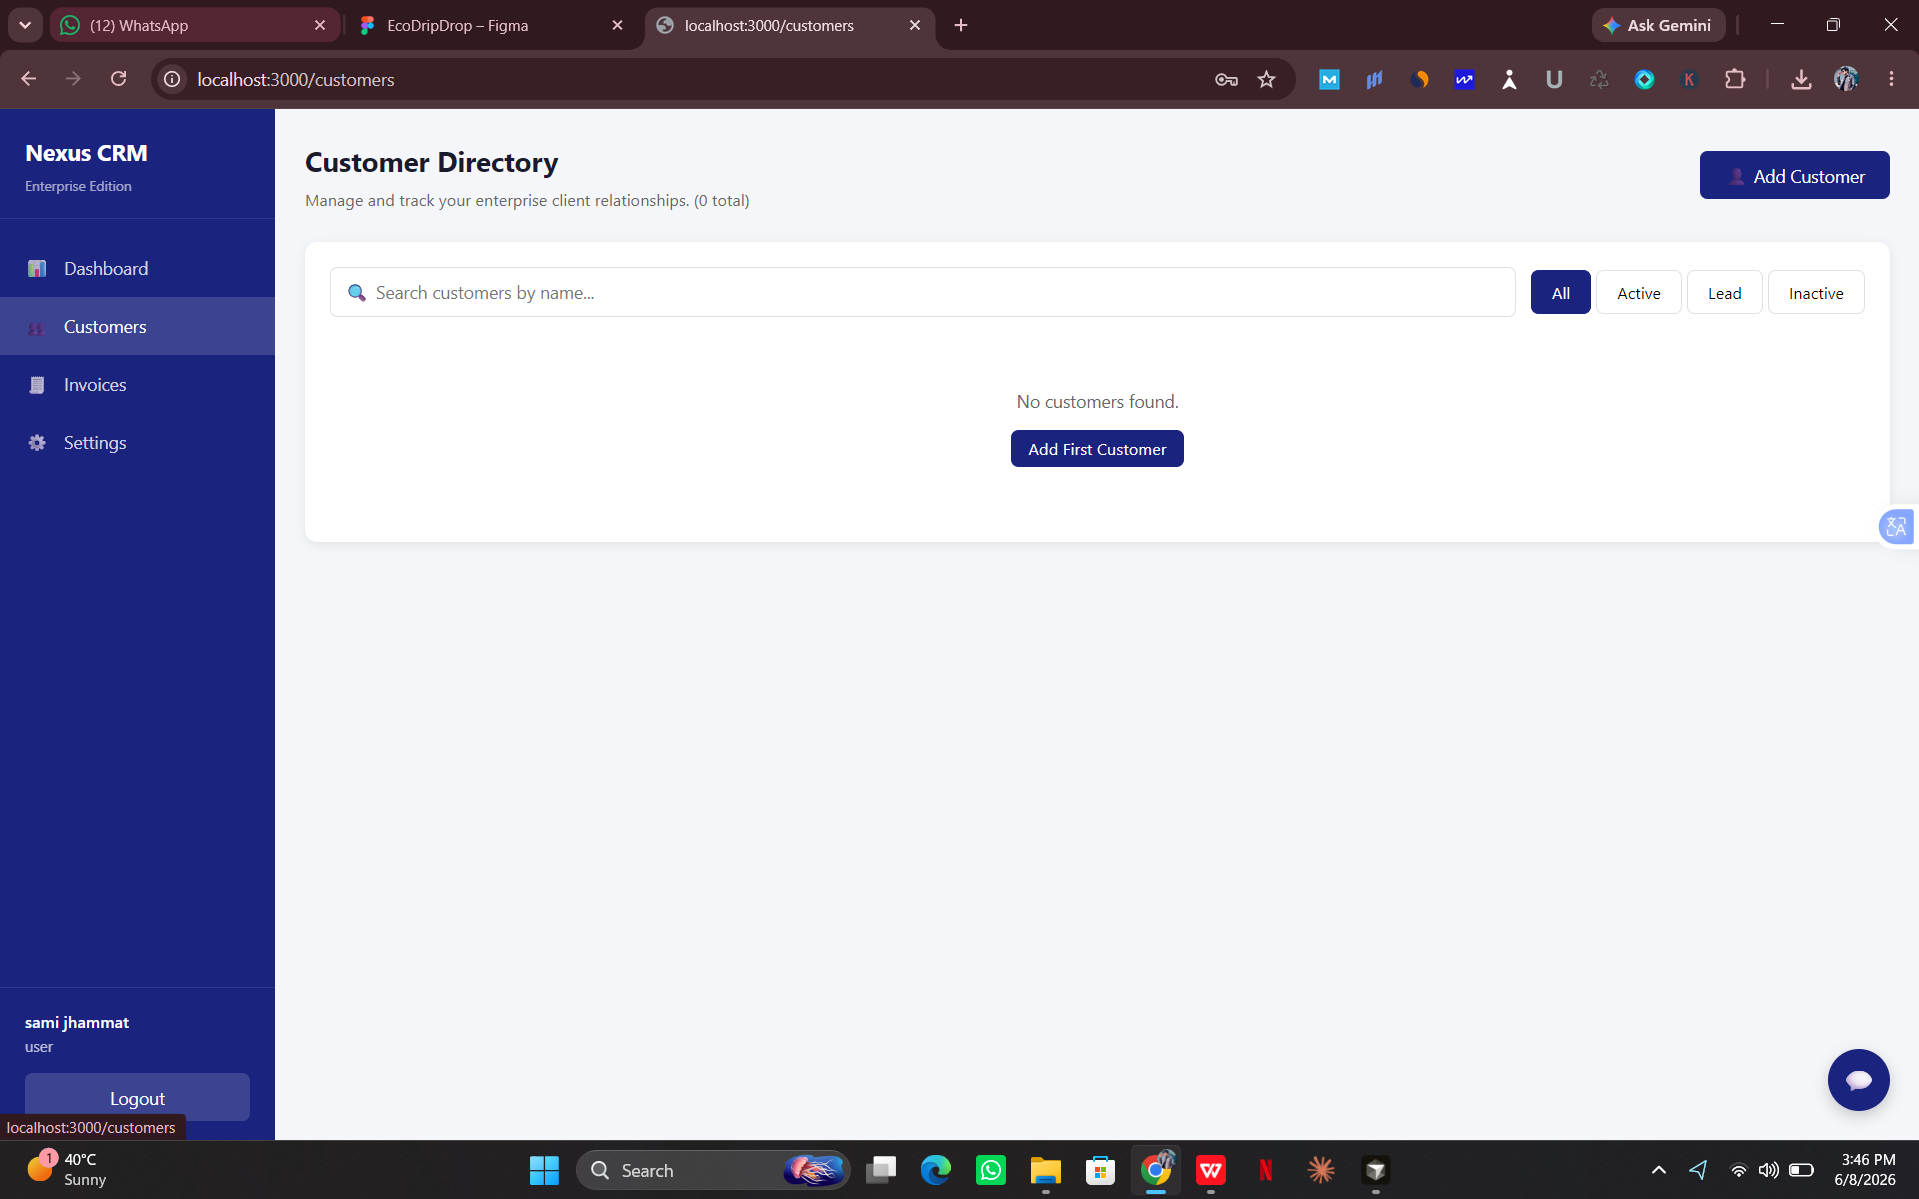 (12) WhatsApp
EcoDripDrop – Figma
localhost:3000/customers
Ask Gemini
localhost:3000/customers
Nexus CRM
Enterprise Edition
Dashboard
Customers
Invoices
Settings
sami jhammat
user
Logout
localhost:3000/customers
Customer Directory
Manage and track your enterprise client relationships. (0 total)
Add Customer
Search customers by name...
All
Active
Lead
Inactive
No customers found.
Add First Customer
1
40°C
Sunny
Search
3:46 PM
6/8/2026